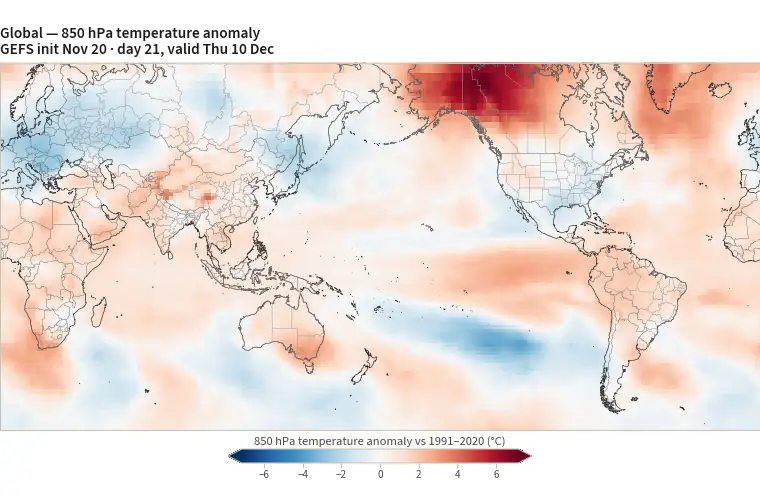 Global — 850 hPa temperature anomaly
GEFS init Nov 20 · day 21, valid Thu 10 Dec
850 hPa temperature anomaly vs 1991–2020 (°C)
−6 −4 −2 0 2 4 6